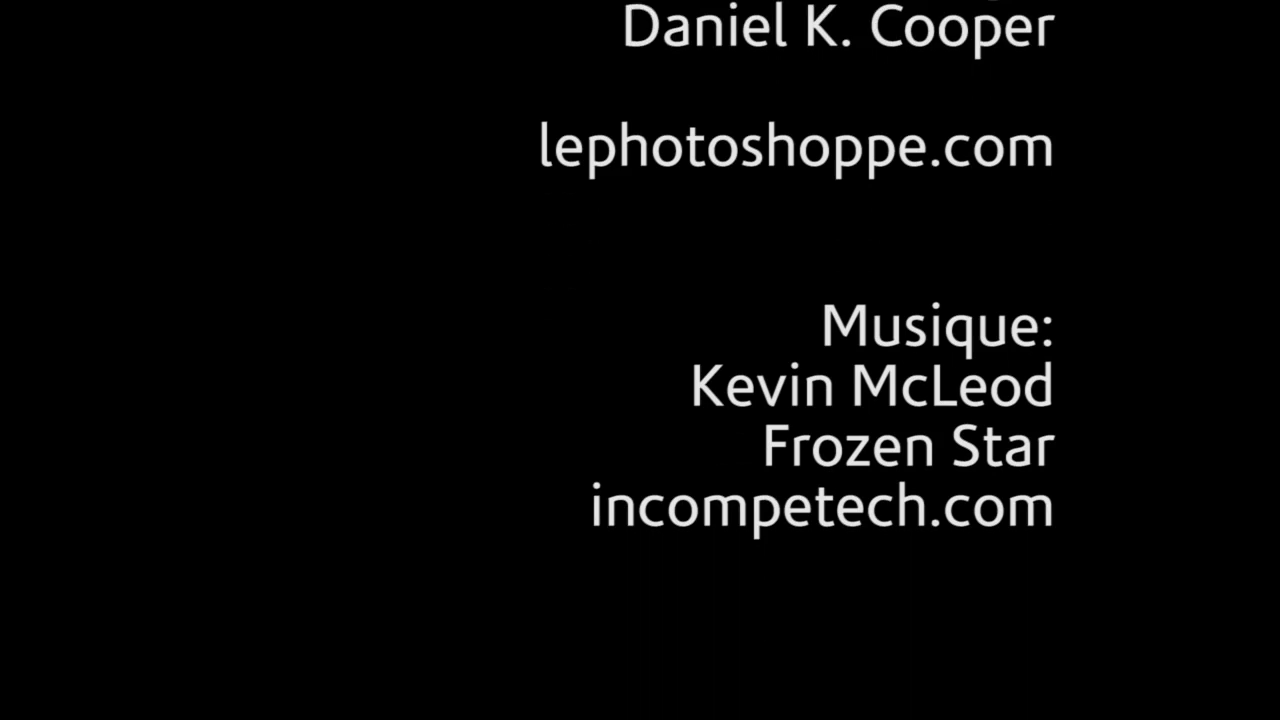 Daniel K. Cooper
lephotoshoppe.com
Musique:
Kevin McLeod
Frozen Star
incompetech.com